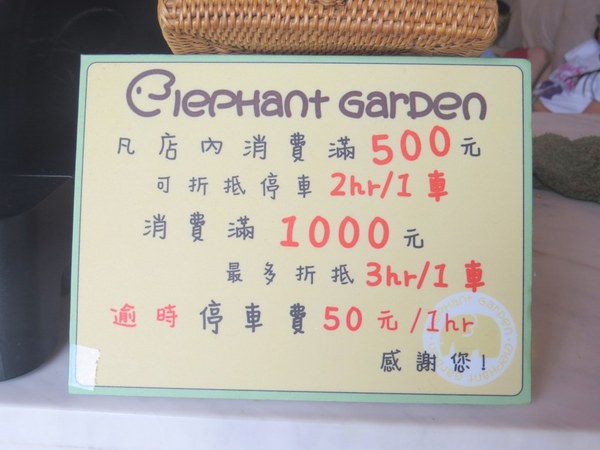 elepHant GarDen
凡店內消費滿500元
可折抵停車2hr/1車
消費滿1000元
最多折抵3hr/1車
逾時停車費50元/1hr
感謝您!